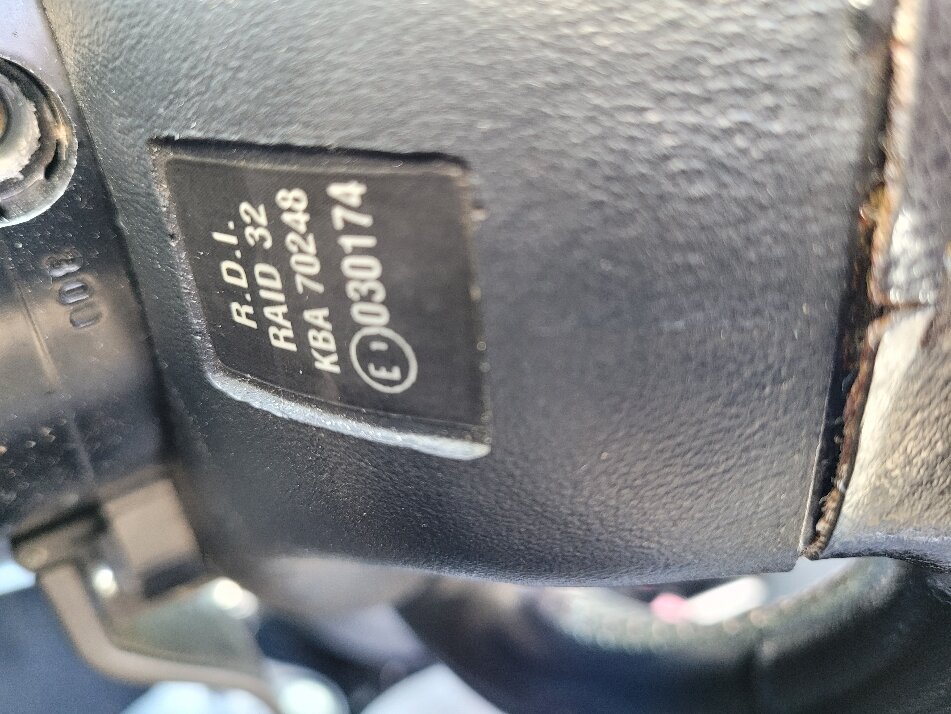 R.D.I.
RAID 32
KBA 70248
E1 030174